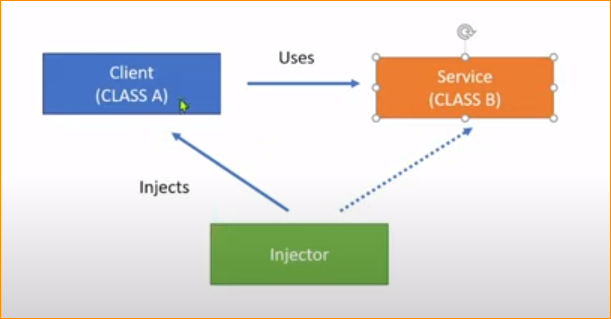 Uses
Client
(CLASS A)
Service
(CLASS B)
Injects
Injector